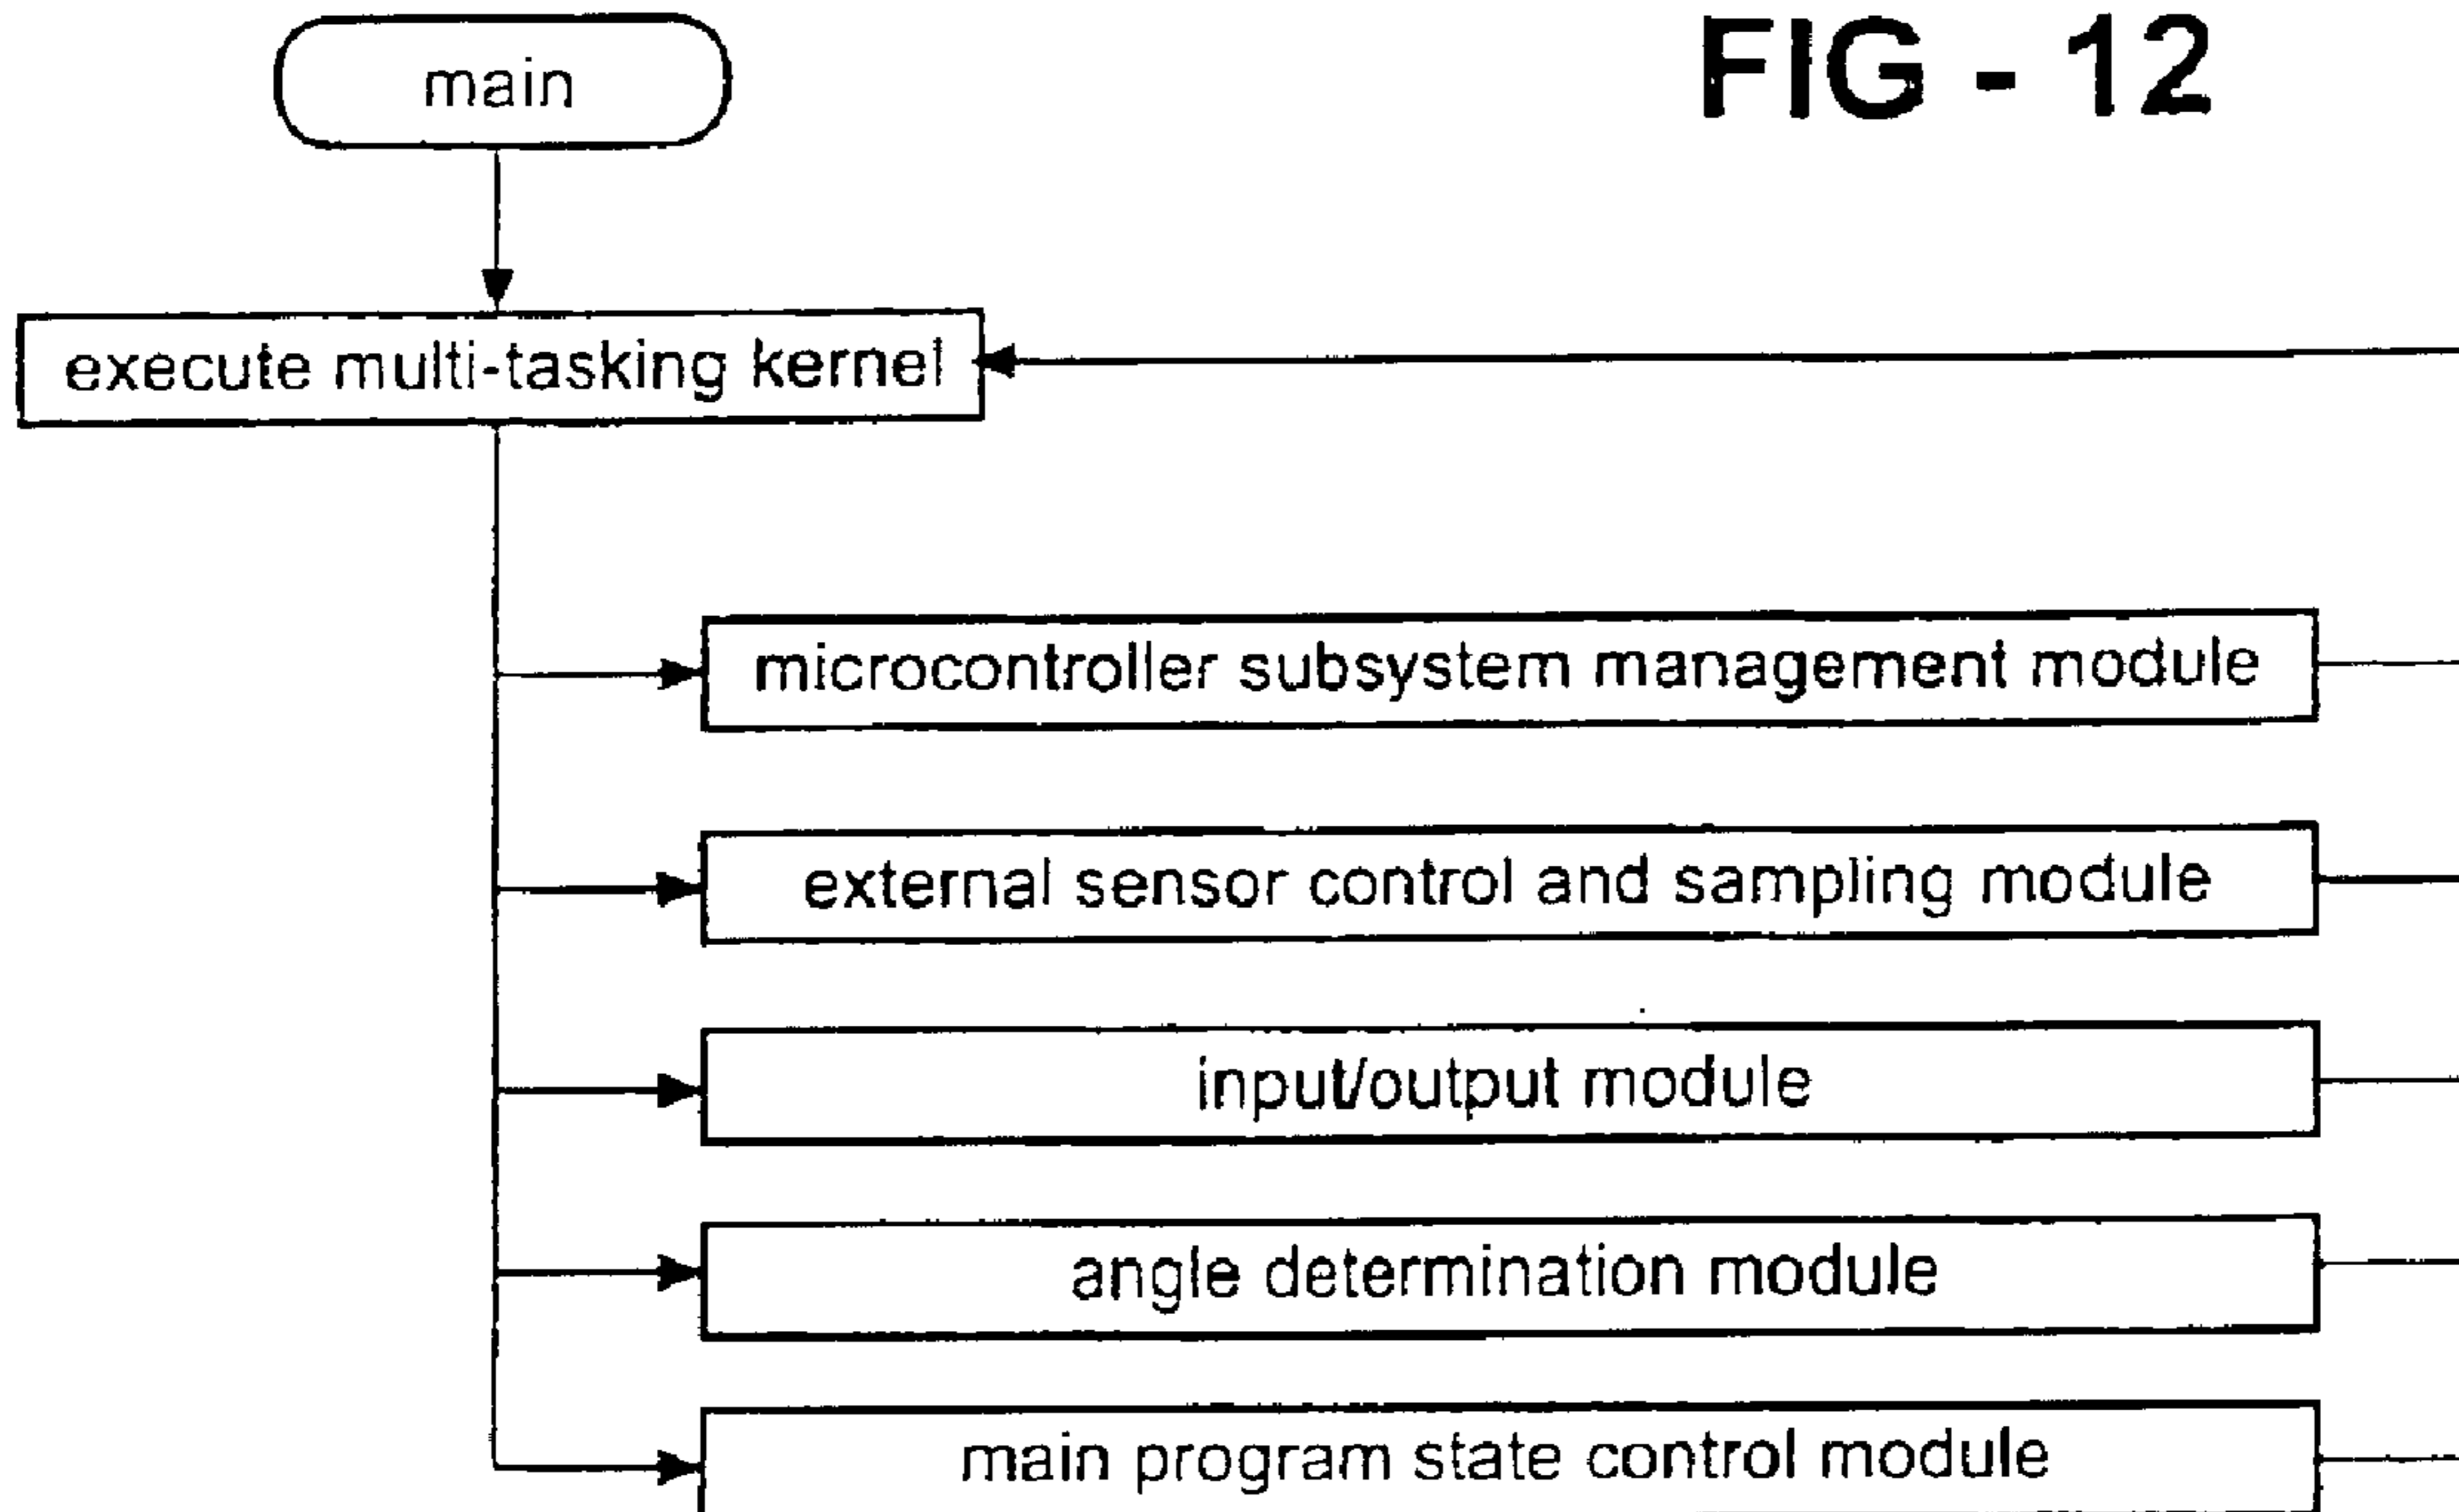 FIG - 12
main
execute multi-tasking kernel
microcontroller subsystem management module
external sensor control and sampling module
input/output module
angle determination module
main program state control module